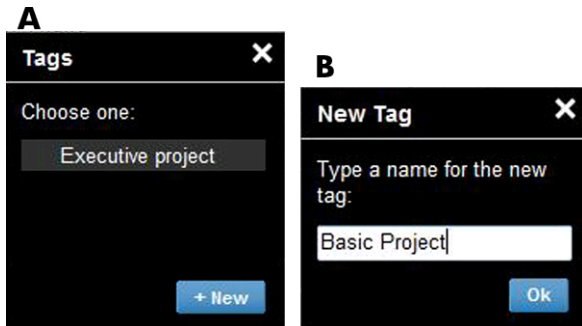 A
Tags
Choose one:
Executive project
+ New
B
New Tag
Type a name for the new
tag:
Basic Project
Ok